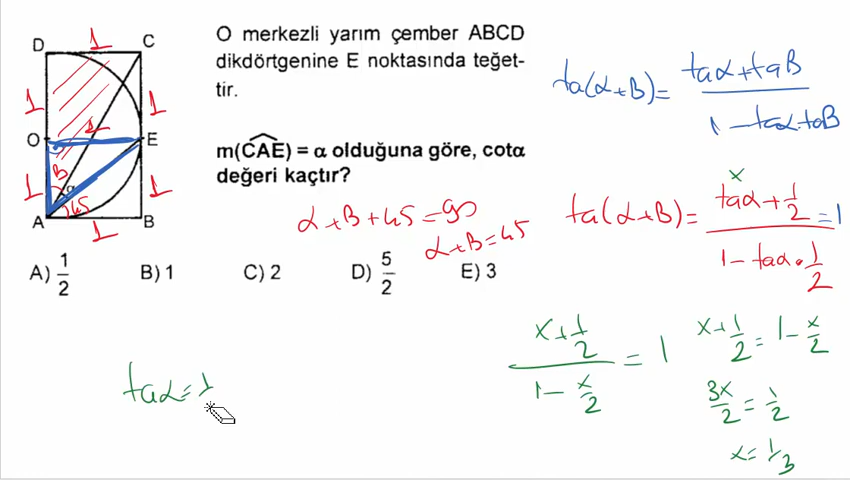 O merkezli yarım çember ABCD
dikdörtgenine E noktasında teğet-
tir.
m(CAE) = α olduğuna göre, cotα
değeri kaçtır?
A) 1/2 B) 1 C) 2 D) 5/2 E) 3
D 1 C
1 1
O 1 E
1 B α 1
45
A 1 B
α+B+45=90
α+B=45
ta(α+B)= taα+taB / 1-taα.taB
x
ta(α+B)= taα+1/2 / 1-taα.1/2 =1
x+1/2 / 1-x/2 = 1
x+1/2=1-x/2
3x/2=1/2
x=1/3
taα=1